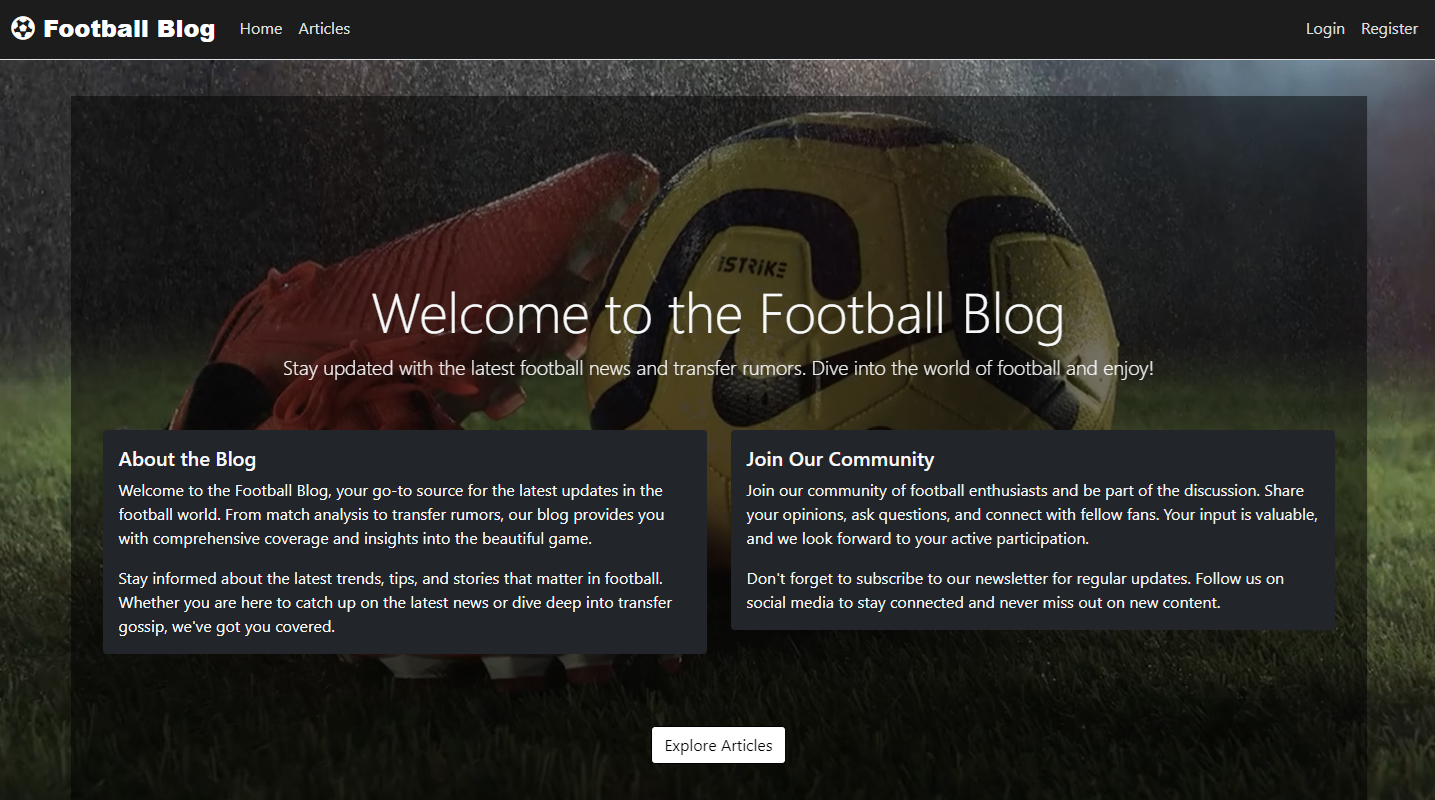 Football Blog Home Articles Login Register
iSTRIKE
Welcome to the Football Blog
Stay updated with the latest football news and transfer rumors. Dive into the world of football and enjoy!
About the Blog
Welcome to the Football Blog, your go-to source for the latest updates in the
football world. From match analysis to transfer rumors, our blog provides you
with comprehensive coverage and insights into the beautiful game.
Stay informed about the latest trends, tips, and stories that matter in football.
Whether you are here to catch up on the latest news or dive deep into transfer
gossip, we've got you covered.
Join Our Community
Join our community of football enthusiasts and be part of the discussion. Share
your opinions, ask questions, and connect with fellow fans. Your input is valuable,
and we look forward to your active participation.
Don't forget to subscribe to our newsletter for regular updates. Follow us on
social media to stay connected and never miss out on new content.
Explore Articles